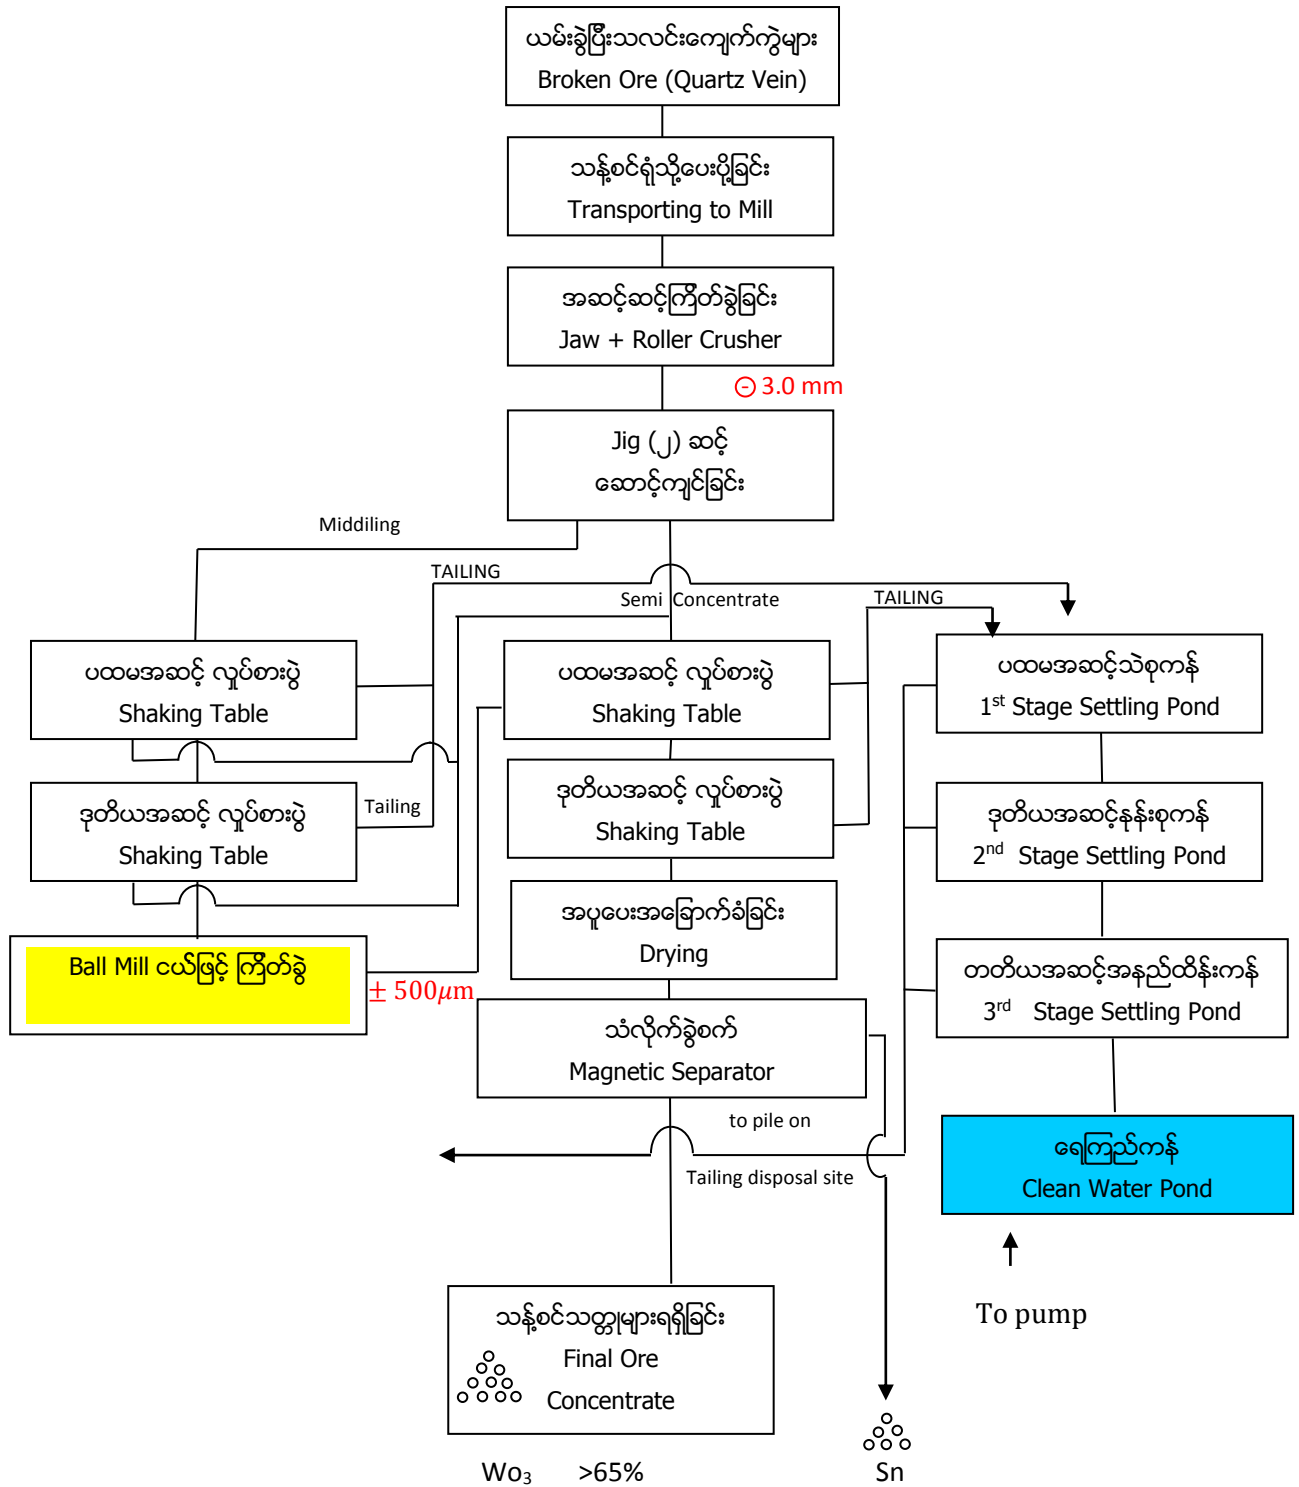 ယမ်းခွဲပြီးသလင်းကျောက်ကွဲများ
Broken Ore (Quartz Vein)
သန့်စင်ရုံသို့ပေးပို့ခြင်း
Transporting to Mill
အဆင့်ဆင့်ကြိတ်ခွဲခြင်း
Jaw + Roller Crusher
⊖ 3.0 mm
Jig (၂) ဆင့်
ဆောင့်ကျင်ခြင်း
Middiling
TAILING
Semi Concentrate
TAILING
ပထမအဆင့် လှုပ်စားပွဲ
Shaking Table
ပထမအဆင့် လှုပ်စားပွဲ
Shaking Table
ပထမအဆင့်သဲစုကန်
1st Stage Settling Pond
ဒုတိယအဆင့် လှုပ်စားပွဲ
Shaking Table
Tailing
ဒုတိယအဆင့် လှုပ်စားပွဲ
Shaking Table
ဒုတိယအဆင့်နုန်းစုကန်
2nd Stage Settling Pond
အပူပေးအခြောက်ခံခြင်း
Drying
Ball Mill ငယ်ဖြင့် ကြိတ်ခွဲ
± 500μm
တတိယအဆင့်အနည်ထိန်းကန်
3rd Stage Settling Pond
သံလိုက်ခွဲစက်
Magnetic Separator
to pile on
Tailing disposal site
ရေကြည်ကန်
Clean Water Pond
To pump
သန့်စင်သတ္တုများရရှိခြင်း
Final Ore
Concentrate
Wo3 >65%
Sn